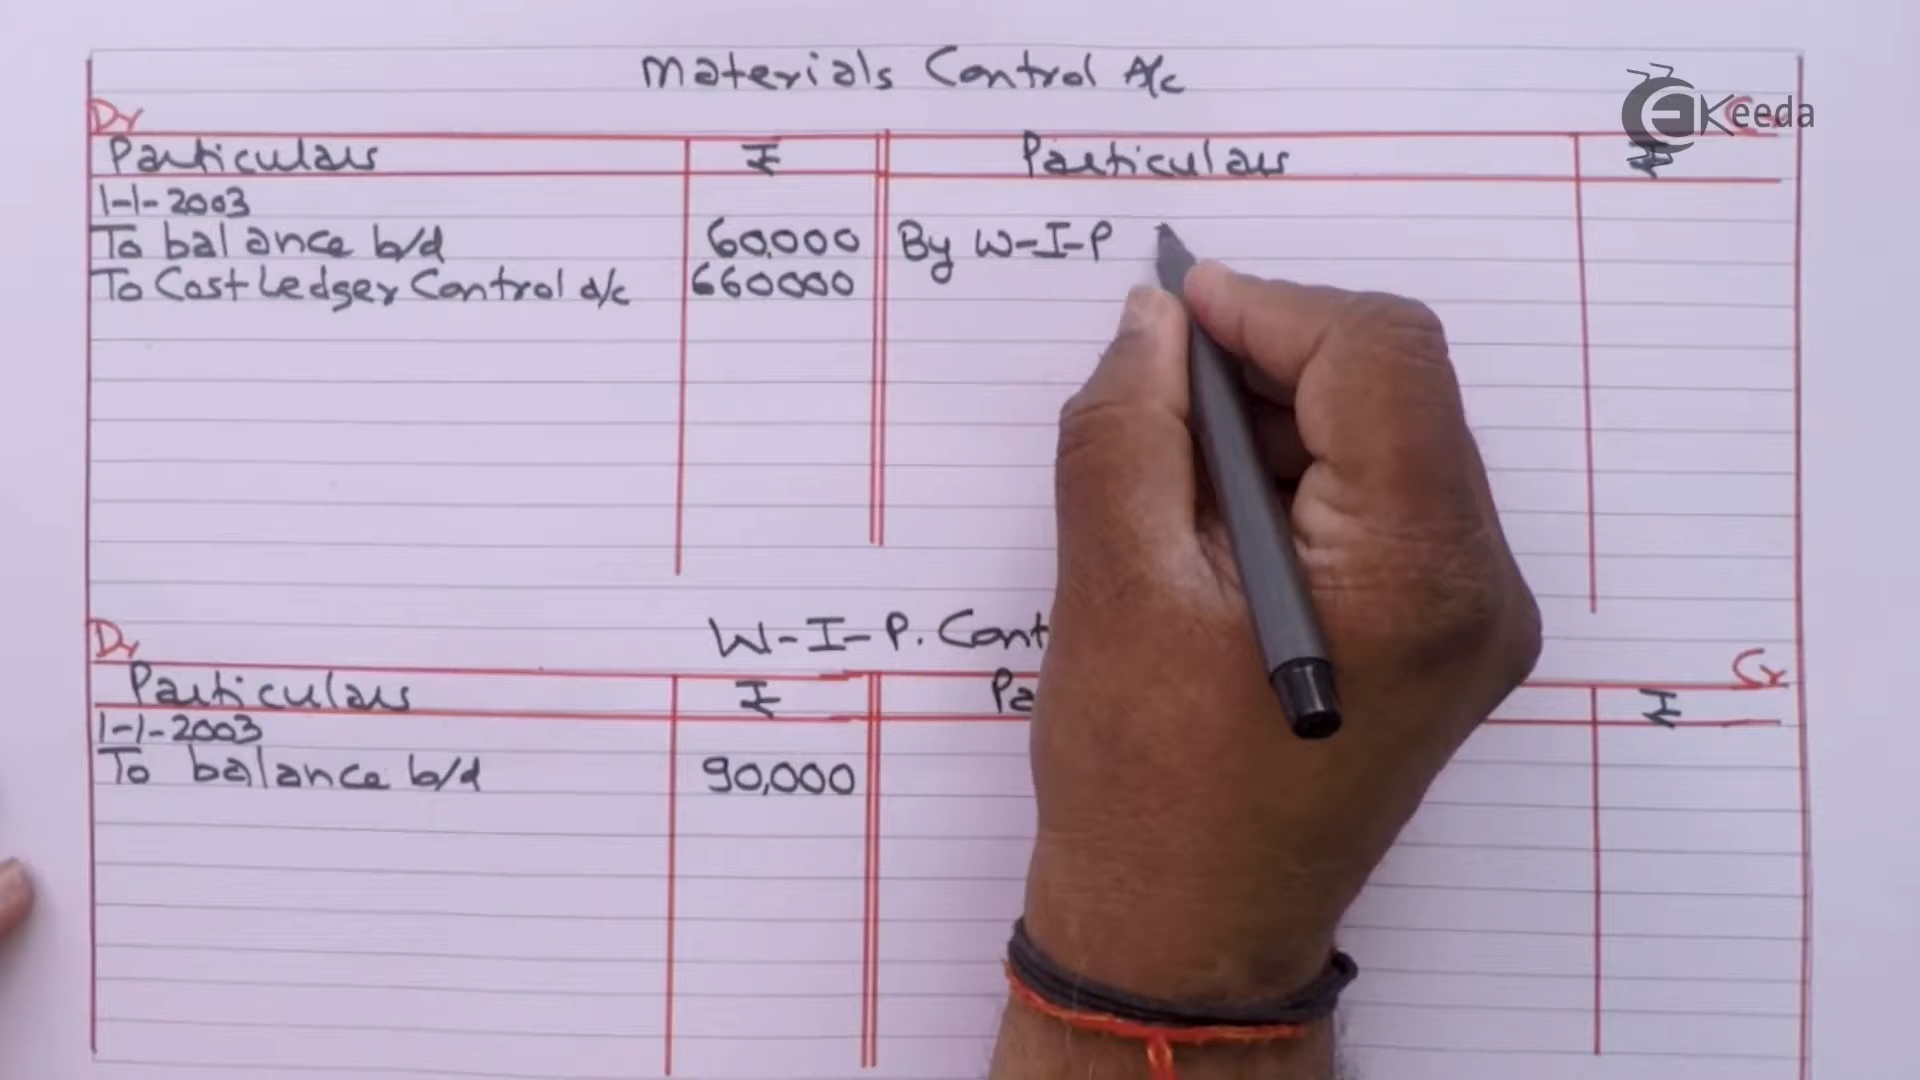 Materials Control A/c
Ekeeda
Dr
Particulars ₹ Particulars ₹
1-1-2003
To balance b/d 60,000 By W-I-P
To Cost Ledger Control a/c 660000
W-I-P. Cont
Dr Cr
Particulars ₹ Pa ₹
1-1-2003
To balance b/d 90,000